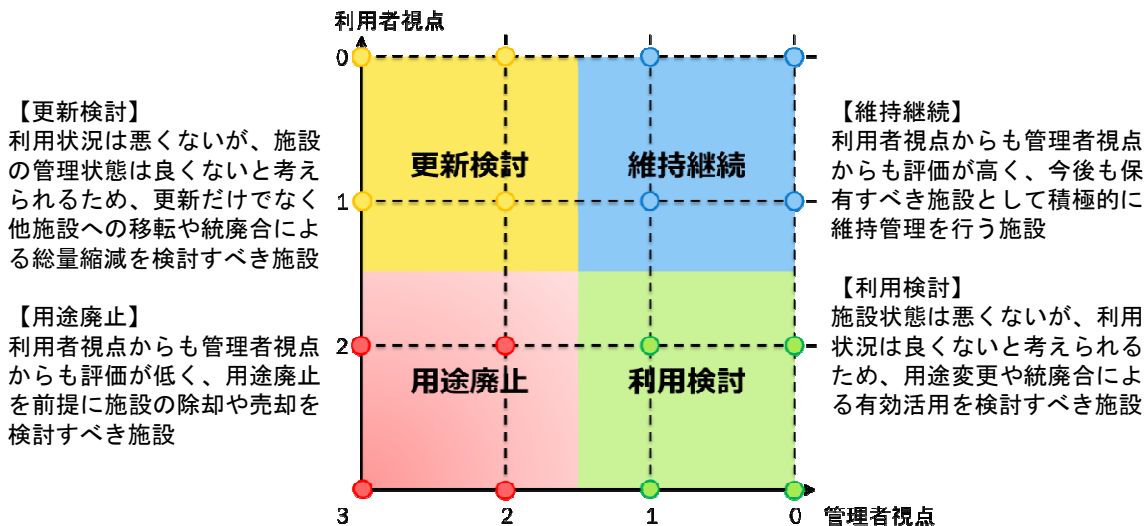 利用者視点
0
1
2
3
2
1
0
管理者視点
【更新検討】
利用状況は悪くないが、施設
の管理状態は良くないと考え
られるため、更新だけでなく
他施設への移転や統廃合によ
る総量縮減を検討すべき施設
【用途廃止】
利用者視点からも管理者視点
からも評価が低く、用途廃止
を前提に施設の除却や売却を
検討すべき施設
更新検討
維持継続
用途廃止
利用検討
【維持継続】
利用者視点からも管理者視点
からも評価が高く、今後も保
有すべき施設として積極的に
維持管理を行う施設
【利用検討】
施設状態は悪くないが、利用
状況は良くないと考えられる
ため、用途変更や統廃合によ
る有効活用を検討すべき施設